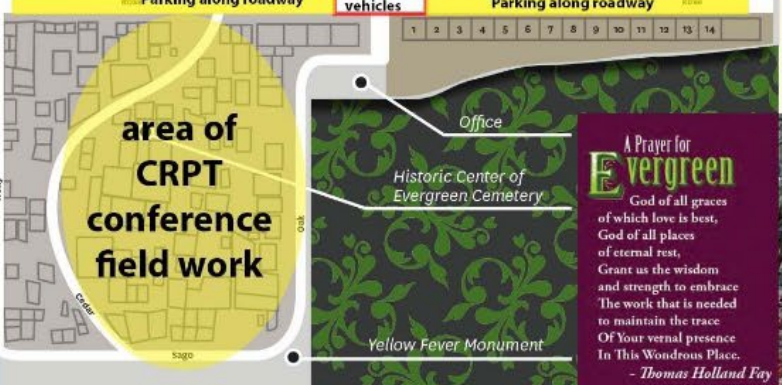 Parking along roadway
vehicles
Parking along roadway
1 2 3 4 5 6 7 8 9 10 11 12 13 14
area of
CRPT
conference
field work
Office
Historic Center of
Evergreen Cemetery
Oak
Cedar
Sago
Yellow Fever Monument
A Prayer for
Evergreen
God of all graces
of which love is best,
God of all places
of eternal rest,
Grant us the wisdom
and strength to embrace
The work that is needed
to maintain the trace
Of Your vernal presence
In This Wondrous Place.
- Thomas Holland Fay